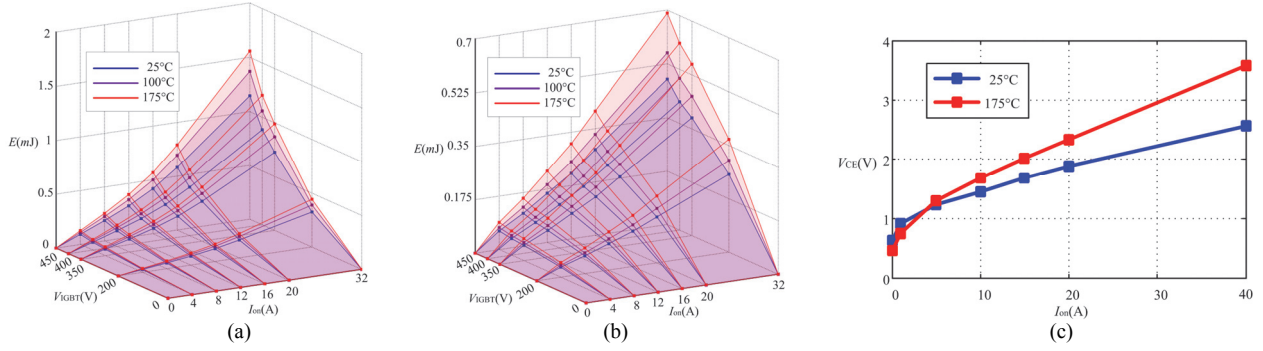 2
1.5
1
0.5
0
E(mJ)
25°C
100°C
175°C
450
400
350
200
0
VIGBT(V)
0
4
8
12
16
20
32
Ion(A)
(a)
0.7
0.525
0.35
0.175
E(mJ)
25°C
100°C
175°C
450
400
350
200
0
VIGBT(V)
0
4
8
12
16
20
32
Ion(A)
(b)
4
3
2
1
0
VCE(V)
25°C
175°C
0
10
20
30
40
Ion(A)
(c)